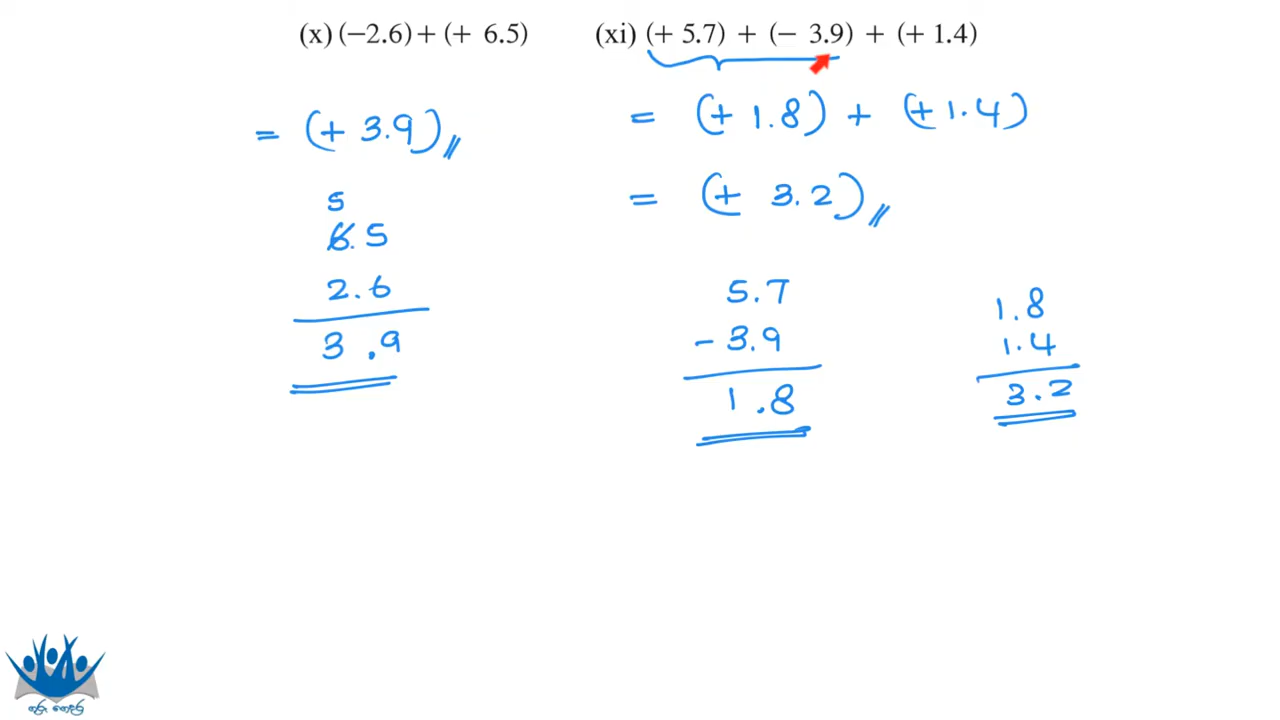 (x) (−2.6) + (+ 6.5)
= (+ 3.9)
5
6.5
2.6
3.9
(xi) (+ 5.7) + (− 3.9) + (+ 1.4)
= (+ 1.8) + (+ 1.4)
= (+ 3.2)
5.7
- 3.9
1.8
1.8
1.4
3.2
ගුරු ගෙදර